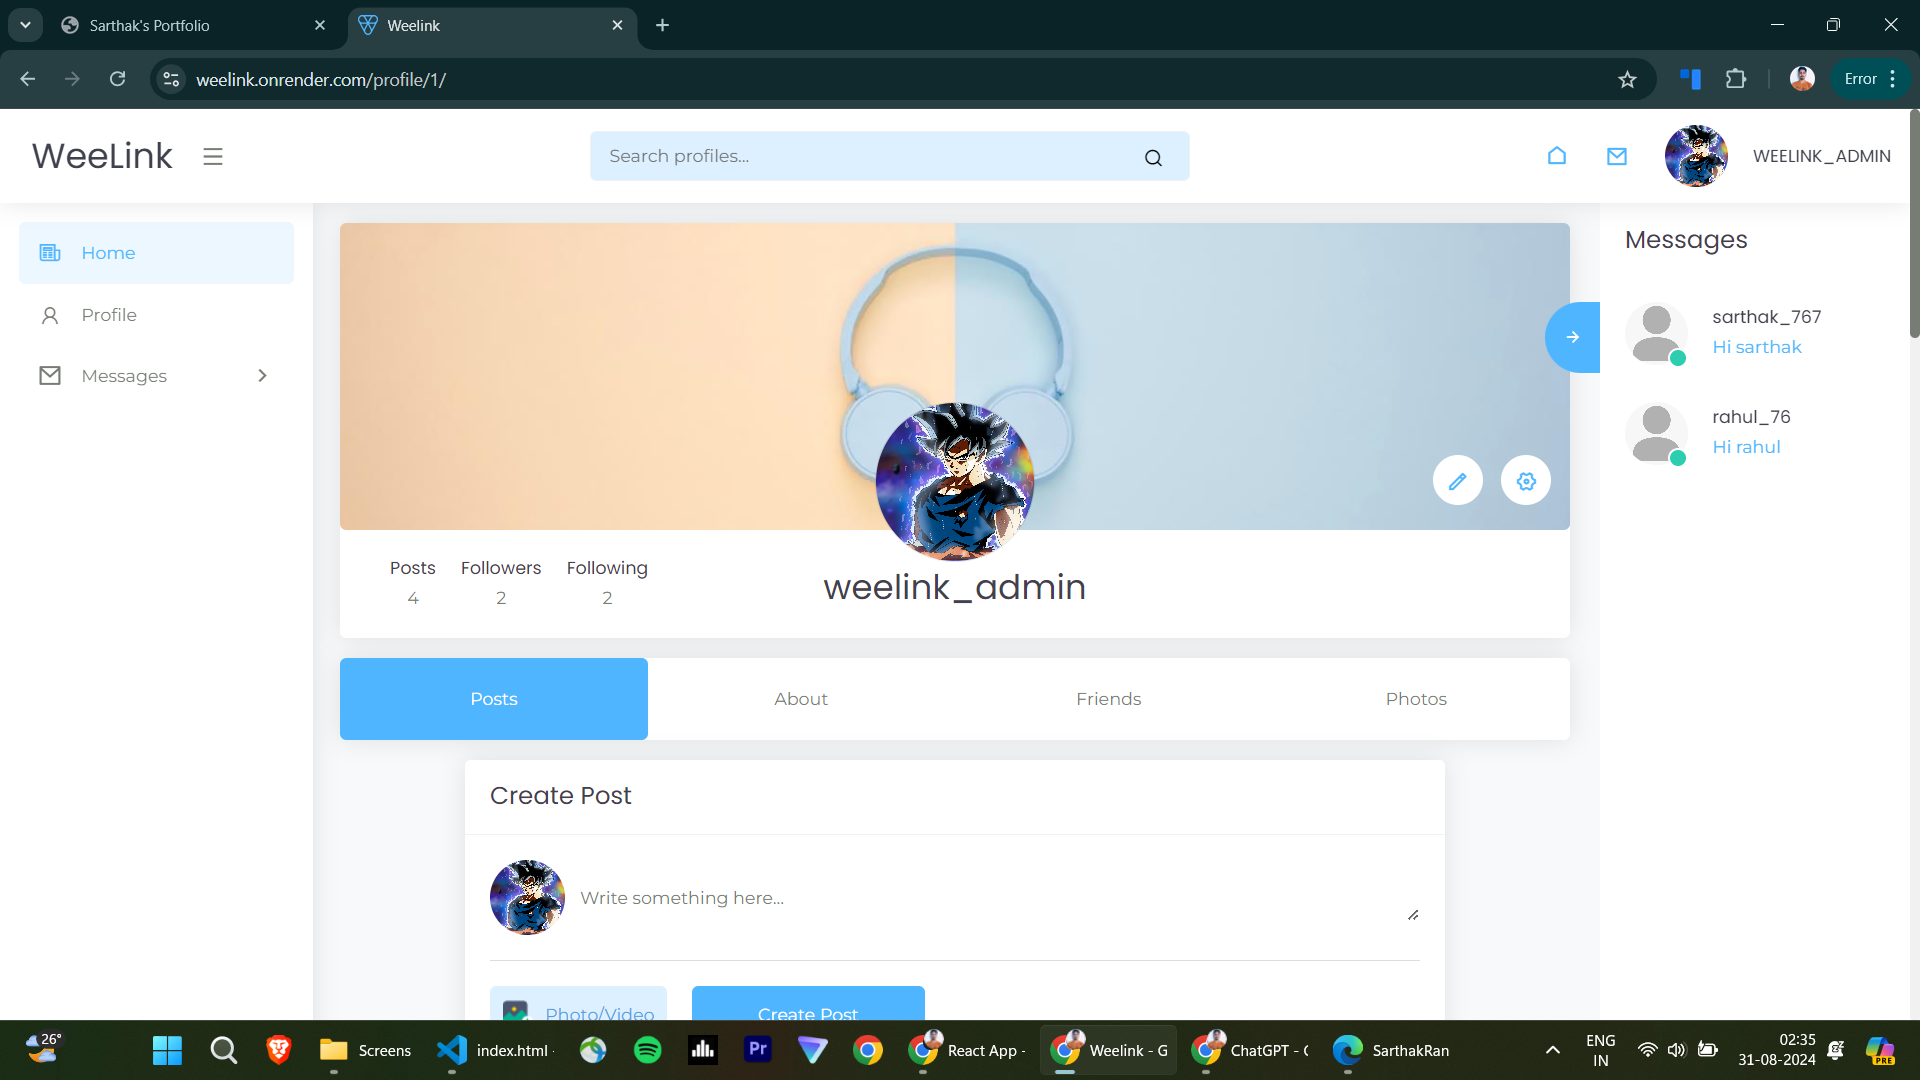 Sarthak's Portfolio
Weelink
weelink.onrender.com/profile/1/
Error
WeeLink
Search profiles...
WEELINK_ADMIN
Home
Profile
Messages
Posts
4
Followers
2
Following
2
weelink_admin
Posts
About
Friends
Photos
Create Post
Write something here...
Photo/Video
Create Post
Messages
sarthak_767
Hi sarthak
rahul_76
Hi rahul
26°
Screens
index.html
Pr
React App -
Weelink - G
ChatGPT - C
SarthakRan
ENG
IN
02:35
31-08-2024
PRE